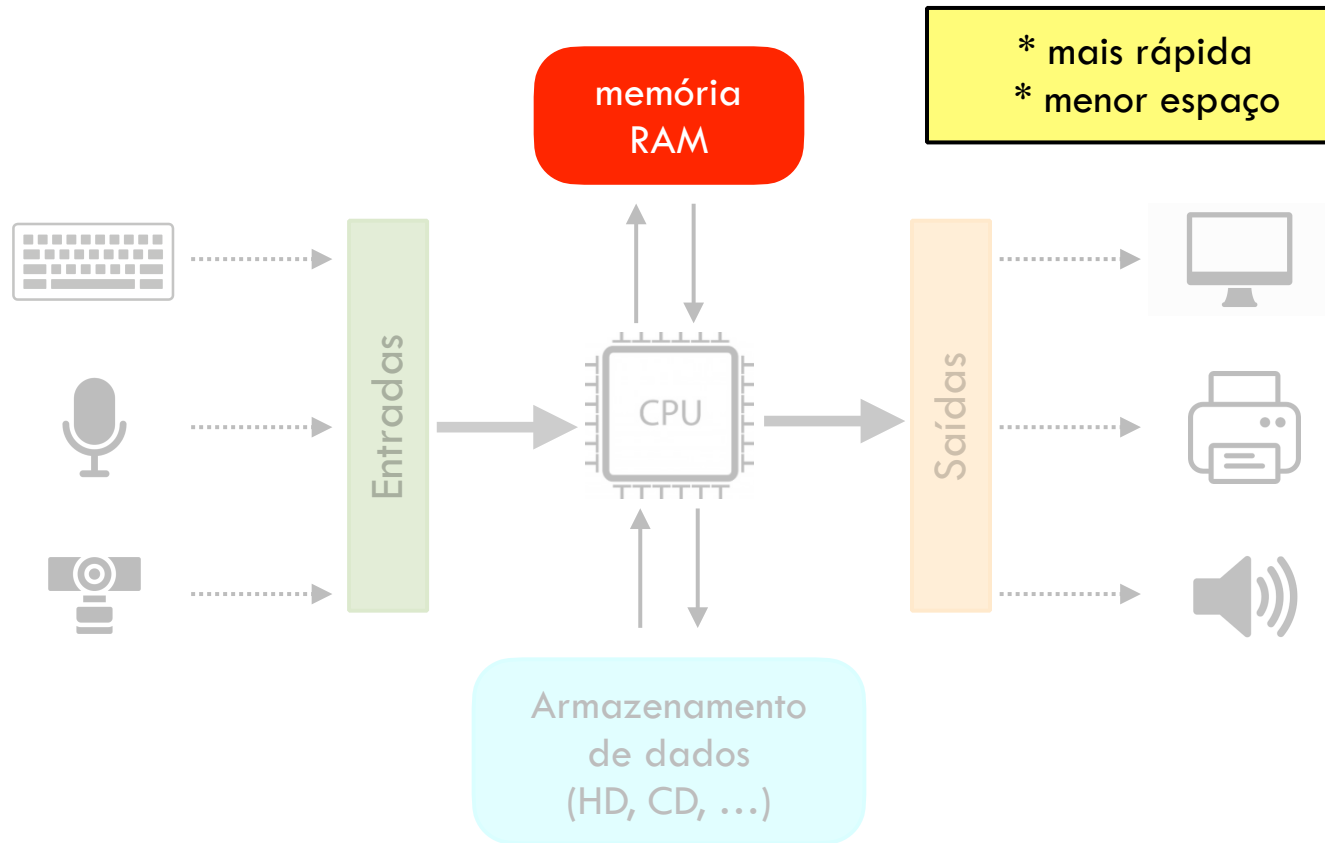 * mais rápida
* menor espaço
memória
RAM
Entradas
CPU
Saídas
Armazenamento
de dados
(HD, CD, …)